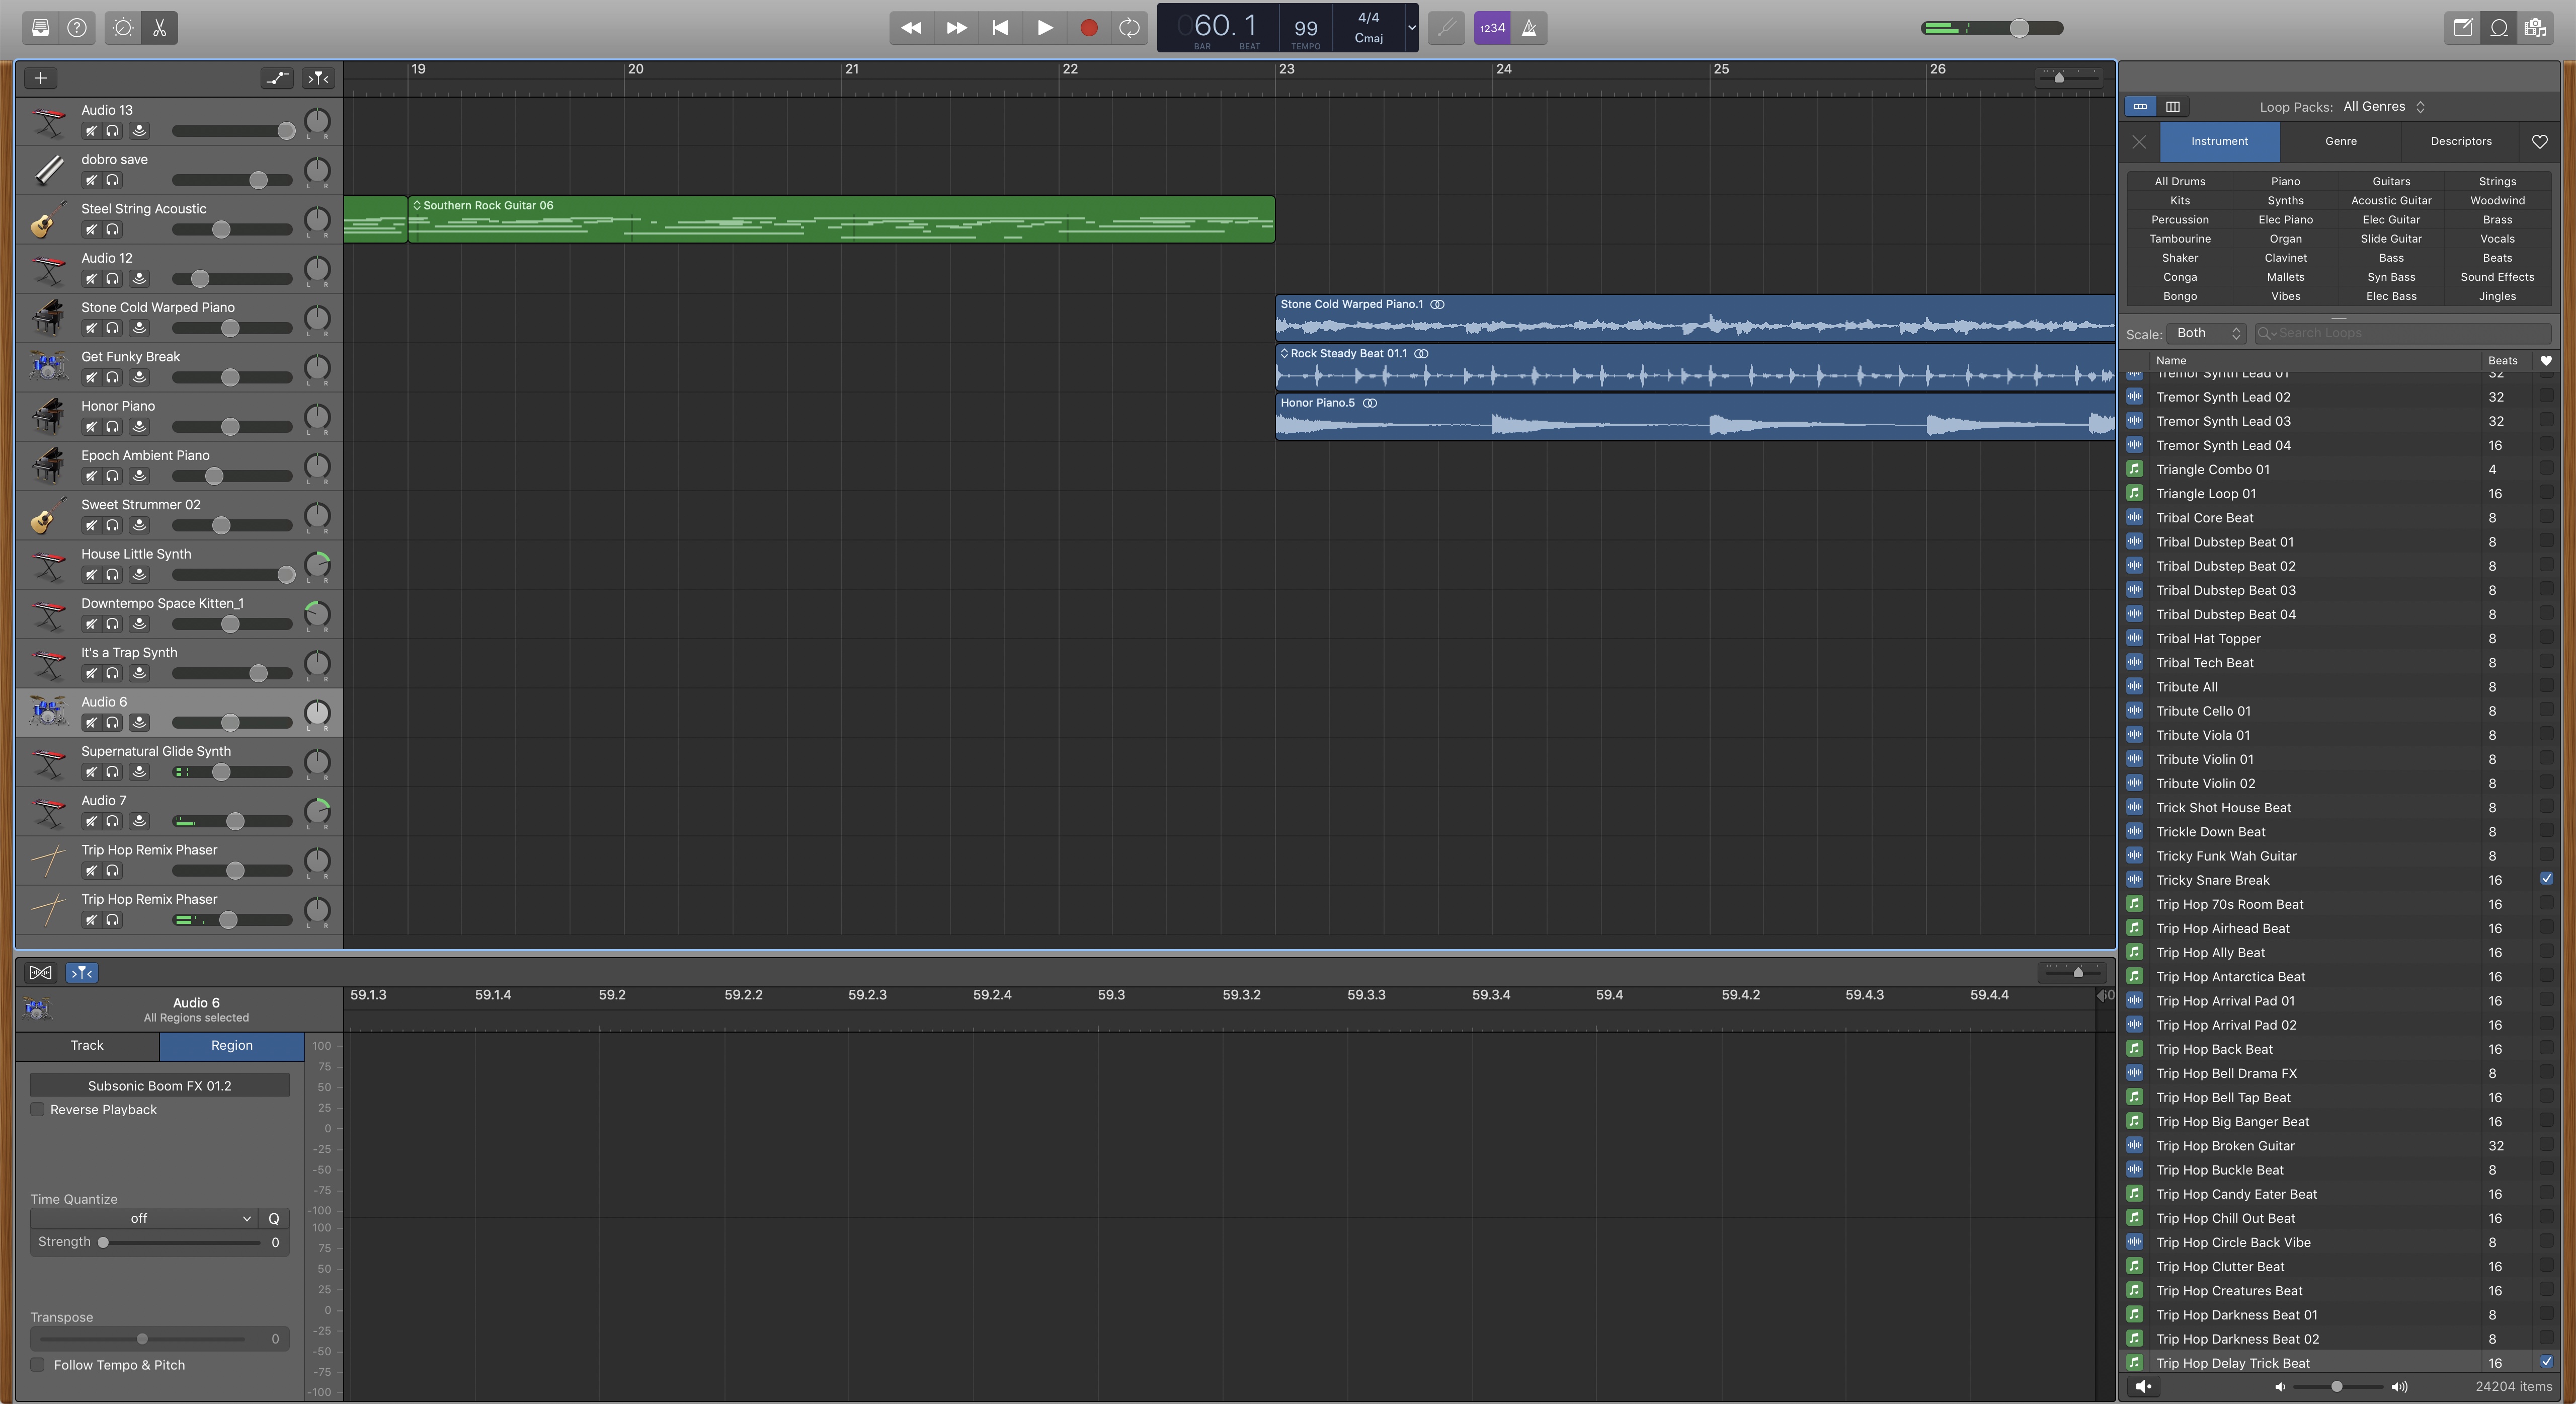 060.1
BAR BEAT
99
TEMPO
4/4
Cmaj
1234
19 20 21 22 23 24 25 26
Audio 13
L R
dobro save
L R
Steel String Acoustic
L R
Southern Rock Guitar 06
Audio 12
L R
Stone Cold Warped Piano
L R
Stone Cold Warped Piano.1
Get Funky Break
L R
Rock Steady Beat 01.1
Honor Piano
L R
Honor Piano.5
Epoch Ambient Piano
L R
Sweet Strummer 02
L R
House Little Synth
L R
Downtempo Space Kitten_1
L R
It's a Trap Synth
L R
Audio 6
L R
Supernatural Glide Synth
L R
Audio 7
L R
Trip Hop Remix Phaser
L R
Trip Hop Remix Phaser
L R
59.1.3 59.1.4 59.2 59.2.2 59.2.3 59.2.4 59.3 59.3.2 59.3.3 59.3.4 59.4 59.4.2 59.4.3 59.4.4 60
Audio 6
All Regions selected
Track Region
Subsonic Boom FX 01.2
Reverse Playback
Time Quantize
off Q
Strength 0
Transpose
0
Follow Tempo & Pitch
100
75
50
25
0
-25
-50
-75
-100
100
75
50
25
0
-25
-50
-75
-100
Loop Packs: All Genres
Instrument Genre Descriptors
All Drums Piano Guitars Strings
Kits Synths Acoustic Guitar Woodwind
Percussion Elec Piano Elec Guitar Brass
Tambourine Organ Slide Guitar Vocals
Shaker Clavinet Bass Beats
Conga Mallets Syn Bass Sound Effects
Bongo Vibes Elec Bass Jingles
Scale: Both Search Loops
Name Beats
Tremor Synth Lead 01 32
Tremor Synth Lead 02 32
Tremor Synth Lead 03 32
Tremor Synth Lead 04 16
Triangle Combo 01 4
Triangle Loop 01 16
Tribal Core Beat 8
Tribal Dubstep Beat 01 8
Tribal Dubstep Beat 02 8
Tribal Dubstep Beat 03 8
Tribal Dubstep Beat 04 8
Tribal Hat Topper 8
Tribal Tech Beat 8
Tribute All 8
Tribute Cello 01 8
Tribute Viola 01 8
Tribute Violin 01 8
Tribute Violin 02 8
Trick Shot House Beat 8
Trickle Down Beat 8
Tricky Funk Wah Guitar 8
Tricky Snare Break 16
Trip Hop 70s Room Beat 16
Trip Hop Airhead Beat 16
Trip Hop Ally Beat 16
Trip Hop Antarctica Beat 16
Trip Hop Arrival Pad 01 16
Trip Hop Arrival Pad 02 16
Trip Hop Back Beat 16
Trip Hop Bell Drama FX 8
Trip Hop Bell Tap Beat 16
Trip Hop Big Banger Beat 16
Trip Hop Broken Guitar 32
Trip Hop Buckle Beat 8
Trip Hop Candy Eater Beat 16
Trip Hop Chill Out Beat 16
Trip Hop Circle Back Vibe 8
Trip Hop Clutter Beat 16
Trip Hop Creatures Beat 16
Trip Hop Darkness Beat 01 8
Trip Hop Darkness Beat 02 8
Trip Hop Delay Trick Beat 16
24204 items